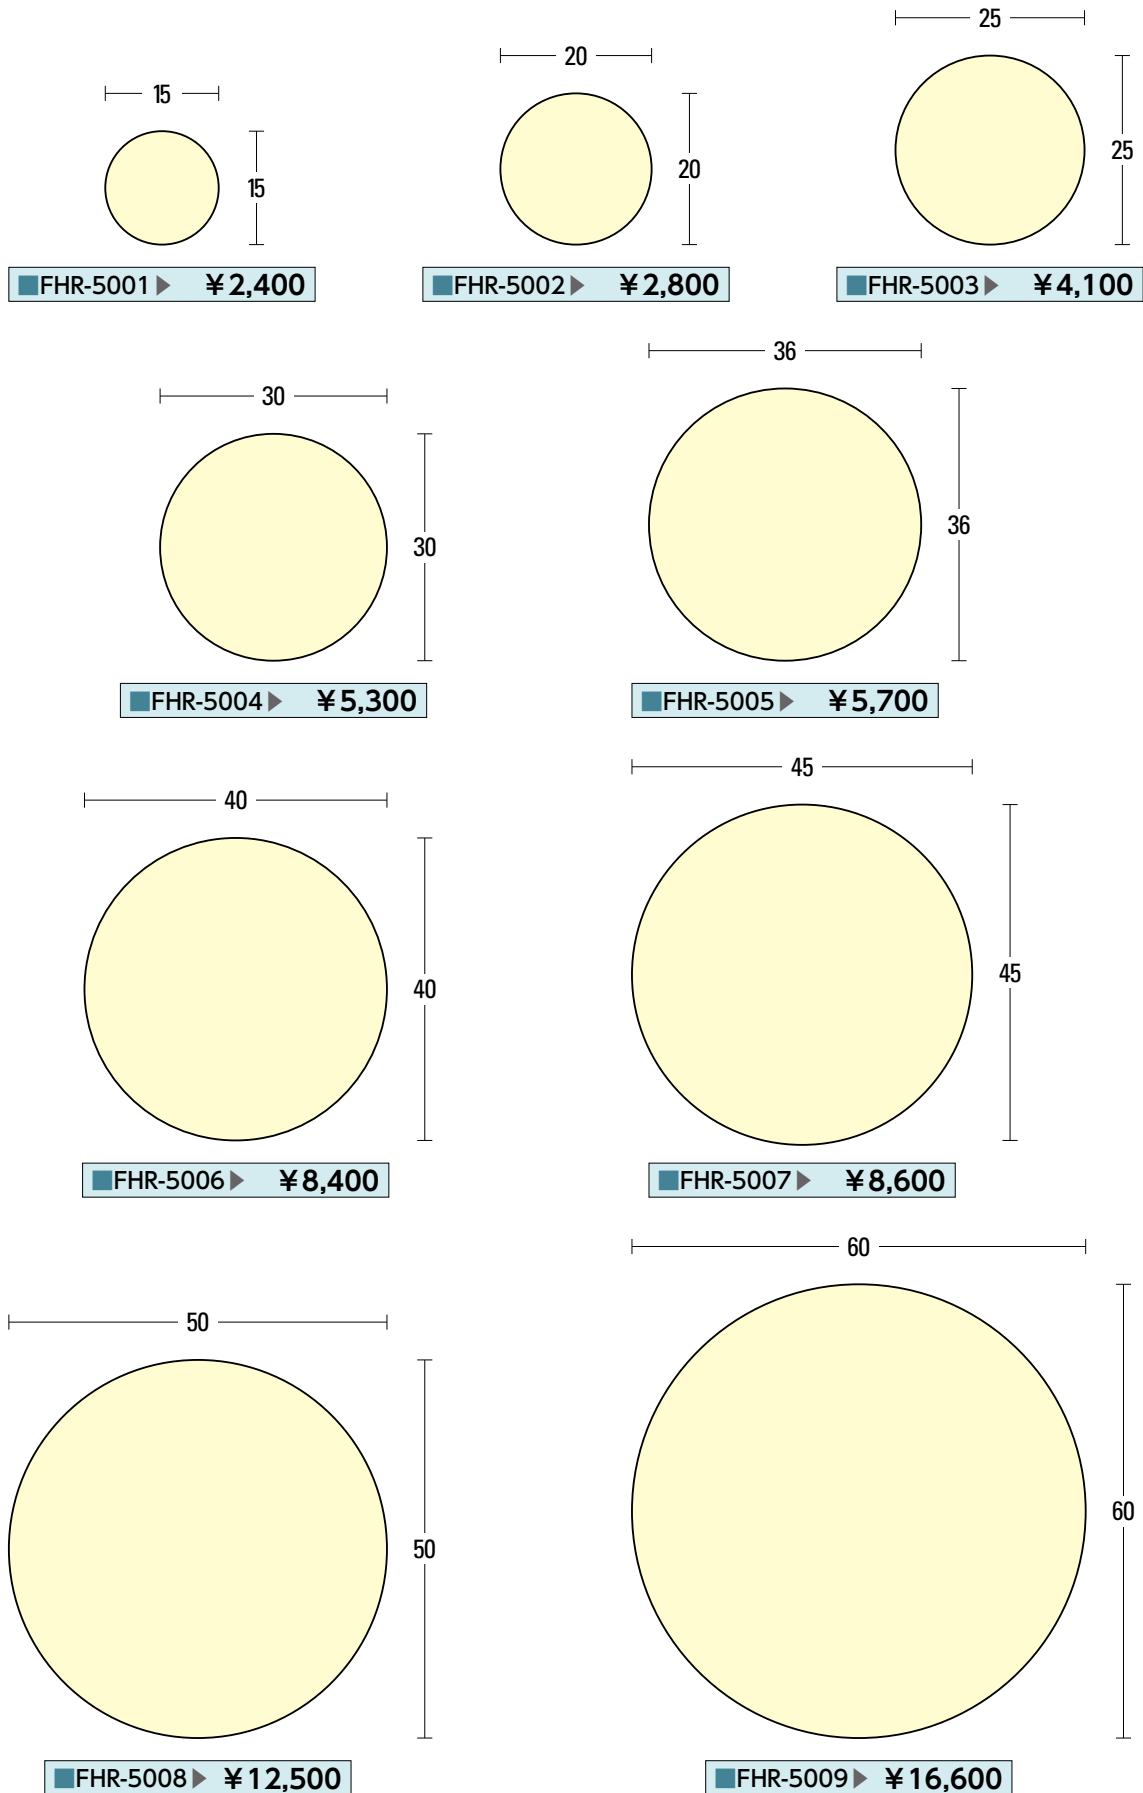 15
15
■FHR-5001▶ ¥2,400
20
20
■FHR-5002▶ ¥2,800
25
25
■FHR-5003▶ ¥4,100
30
30
■FHR-5004▶ ¥5,300
36
36
■FHR-5005▶ ¥5,700
40
40
■FHR-5006▶ ¥8,400
45
45
■FHR-5007▶ ¥8,600
50
50
■FHR-5008▶ ¥12,500
60
60
■FHR-5009▶ ¥16,600